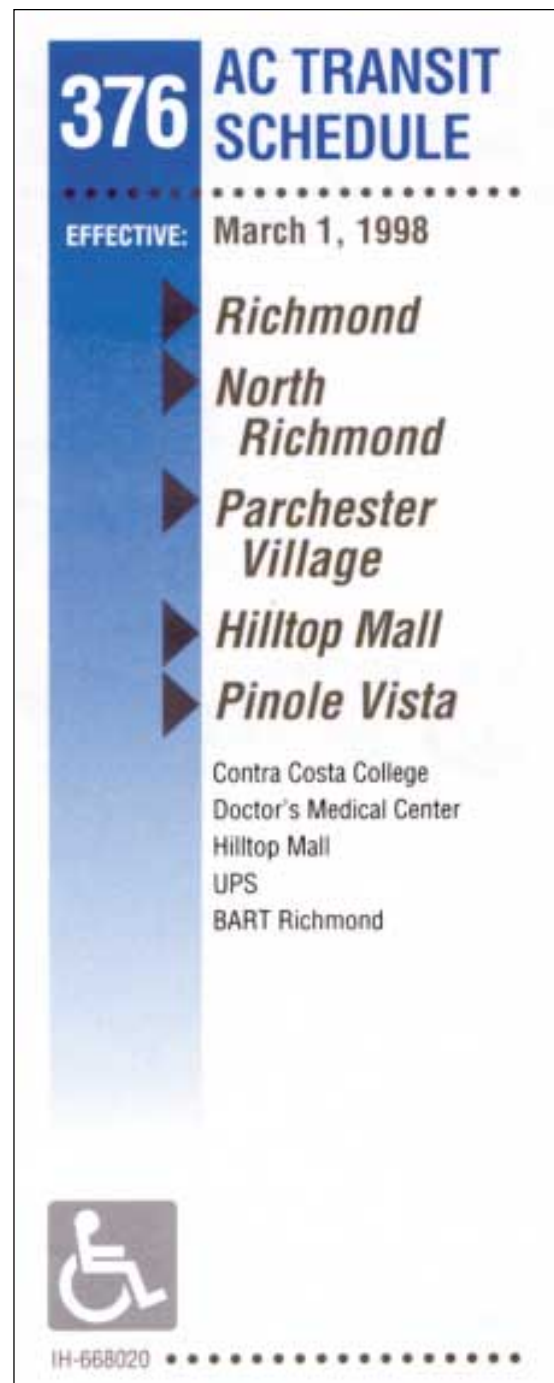 376
AC TRANSIT
SCHEDULE
EFFECTIVE: March 1, 1998
Richmond
North
Richmond
Parchester
Village
Hilltop Mall
Pinole Vista
Contra Costa College
Doctor's Medical Center
Hilltop Mall
UPS
BART Richmond
IH-668020